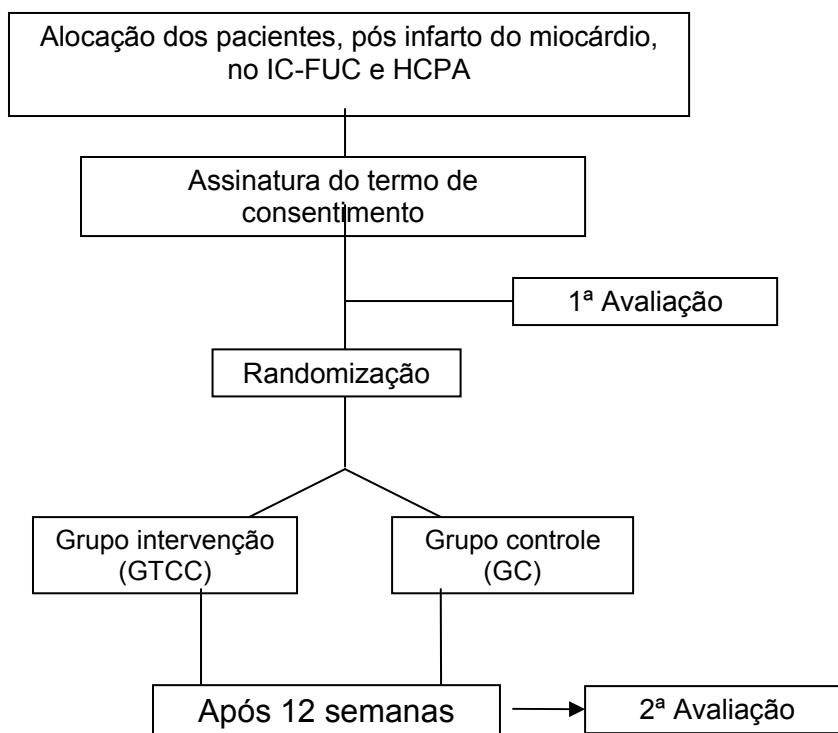 Alocação dos pacientes, pós infarto do miocárdio,
no IC-FUC e HCPA
Assinatura do termo de
consentimento
1ª Avaliação
Randomização
Grupo intervenção
(GTCC)
Grupo controle
(GC)
Após 12 semanas
2ª Avaliação